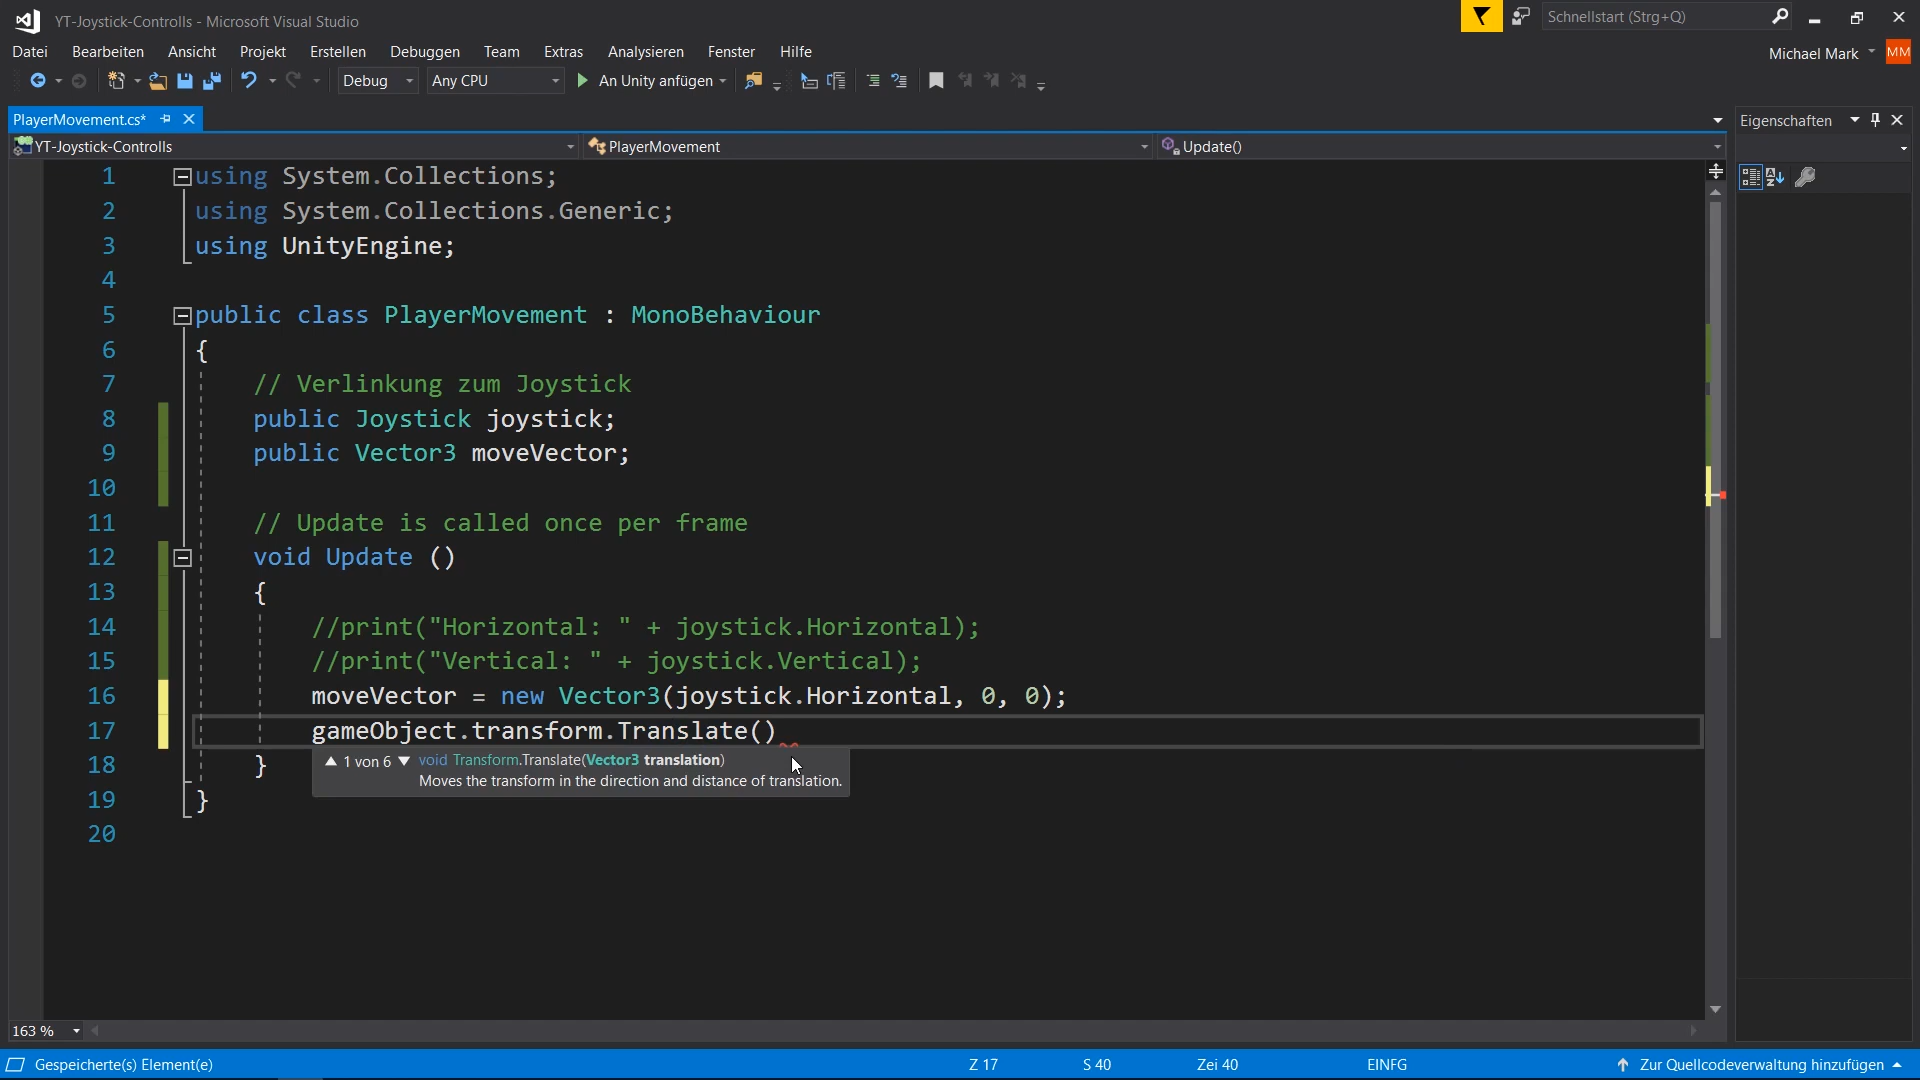 YT-Joystick-Controlls - Microsoft Visual Studio
Schnellstart (Strg+Q)
Datei Bearbeiten Ansicht Projekt Erstellen Debuggen Team Extras Analysieren Fenster Hilfe
Michael Mark MM
Debug Any CPU An Unity anfügen
PlayerMovement.cs*
Eigenschaften
YT-Joystick-Controlls PlayerMovement Update()
1 using System.Collections;
2 using System.Collections.Generic;
3 using UnityEngine;
4
5 public class PlayerMovement : MonoBehaviour
6 {
7 // Verlinkung zum Joystick
8 public Joystick joystick;
9 public Vector3 moveVector;
10
11 // Update is called once per frame
12 void Update ()
13 {
14 //print("Horizontal: " + joystick.Horizontal);
15 //print("Vertical: " + joystick.Vertical);
16 moveVector = new Vector3(joystick.Horizontal, 0, 0);
17 gameObject.transform.Translate()
18 }
▲ 1 von 6 ▼ void Transform.Translate(Vector3 translation)
Moves the transform in the direction and distance of translation.
19 }
20
163 %
Gespeicherte(s) Element(e) Z 17 S 40 Zei 40 EINFG Zur Quellcodeverwaltung hinzufügen